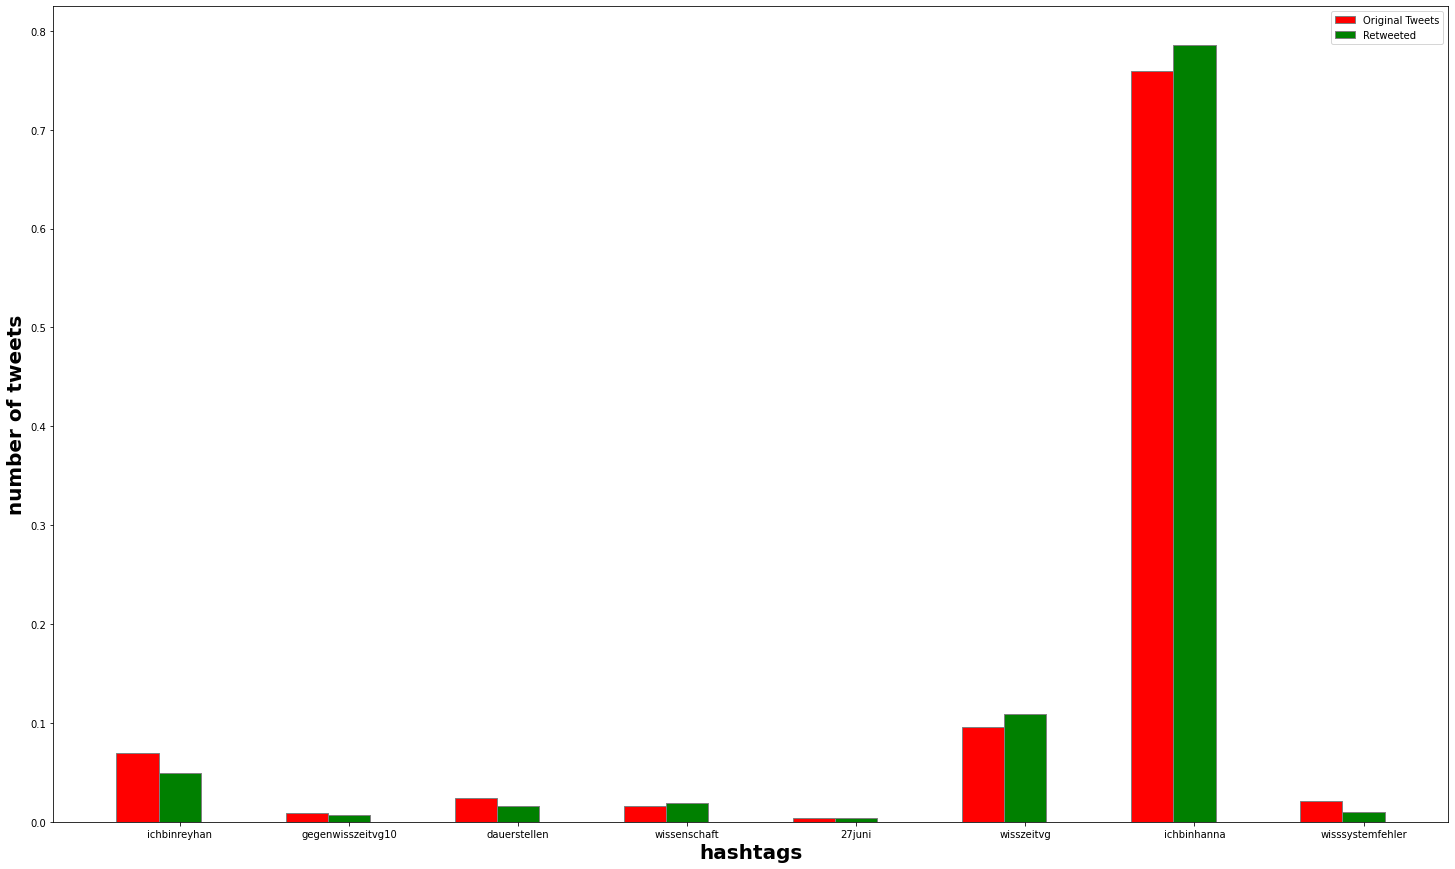 Original Tweets
Retweeted
0.8
0.7
0.6
0.5
0.4
0.3
0.2
0.1
0.0
number of tweets
ichbinreyhan gegenwisszeitvg10 dauerstellen wissenschaft 27juni wisszeitvg ichbinhanna wisssystemfehler
hashtags